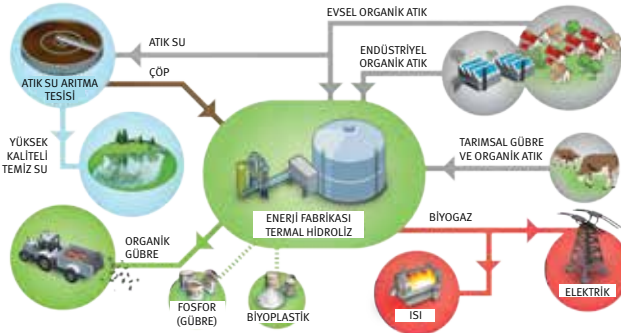 EVSEL ORGANİK ATIK
ATIK SU
ENDÜSTRİYEL
ORGANİK ATIK
ÇÖP
ATIK SU ARITMA
TESİSİ
YÜKSEK
KALİTELİ
TEMİZ SU
TARIMSAL GÜBRE
VE ORGANİK ATIK
ENERJİ FABRİKASI
TERMAL HİDROLİZ
BİYOGAZ
ORGANİK
GÜBRE
FOSFOR
(GÜBRE)
BİYOPLASTİK
ISI
ELEKTRİK